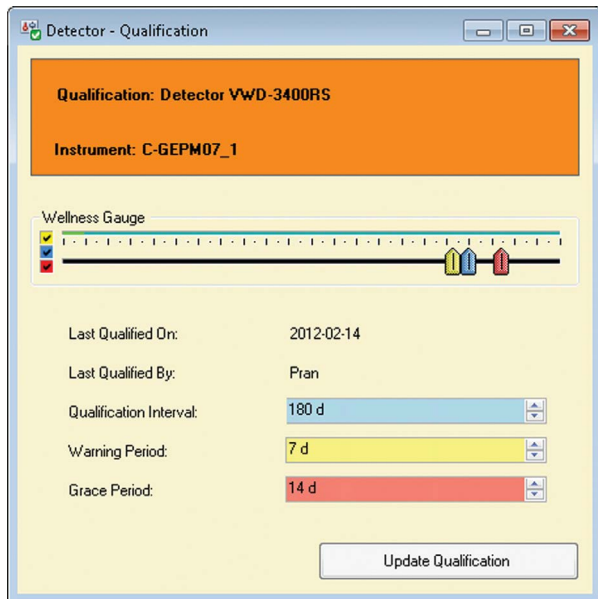 Detector - Qualification
Qualification: Detector VWD-3400RS
Instrument: C-GEPM07_1
Wellness Gauge
Last Qualified On: 2012-02-14
Last Qualified By: Pran
Qualification Interval: 180 d
Warning Period: 7 d
Grace Period: 14 d
Update Qualification